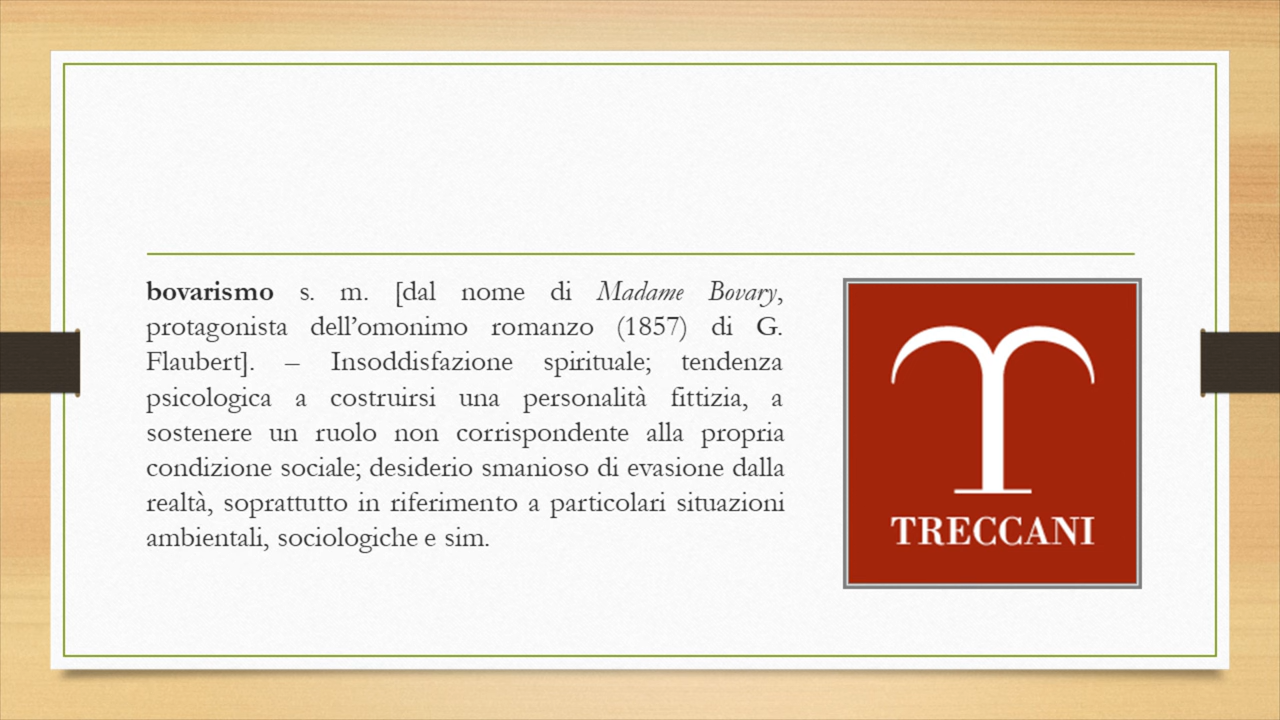 bovarismo s. m. [dal nome di Madame Bovary,
protagonista dell’omonimo romanzo (1857) di G.
Flaubert]. – Insoddisfazione spirituale; tendenza
psicologica a costruirsi una personalità fittizia, a
sostenere un ruolo non corrispondente alla propria
condizione sociale; desiderio smanioso di evasione dalla
realtà, soprattutto in riferimento a particolari situazioni
ambientali, sociologiche e sim.
TRECCANI